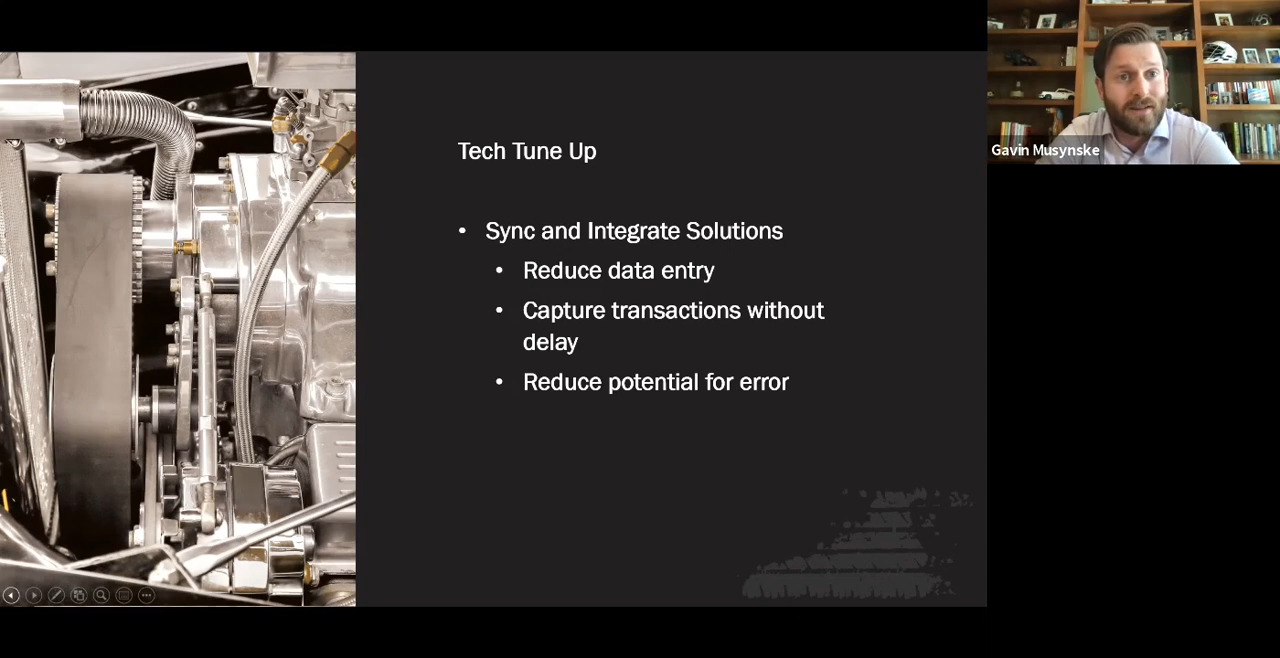 Tech Tune Up
• Sync and Integrate Solutions
• Reduce data entry
• Capture transactions without
delay
• Reduce potential for error
Gavin Musynske